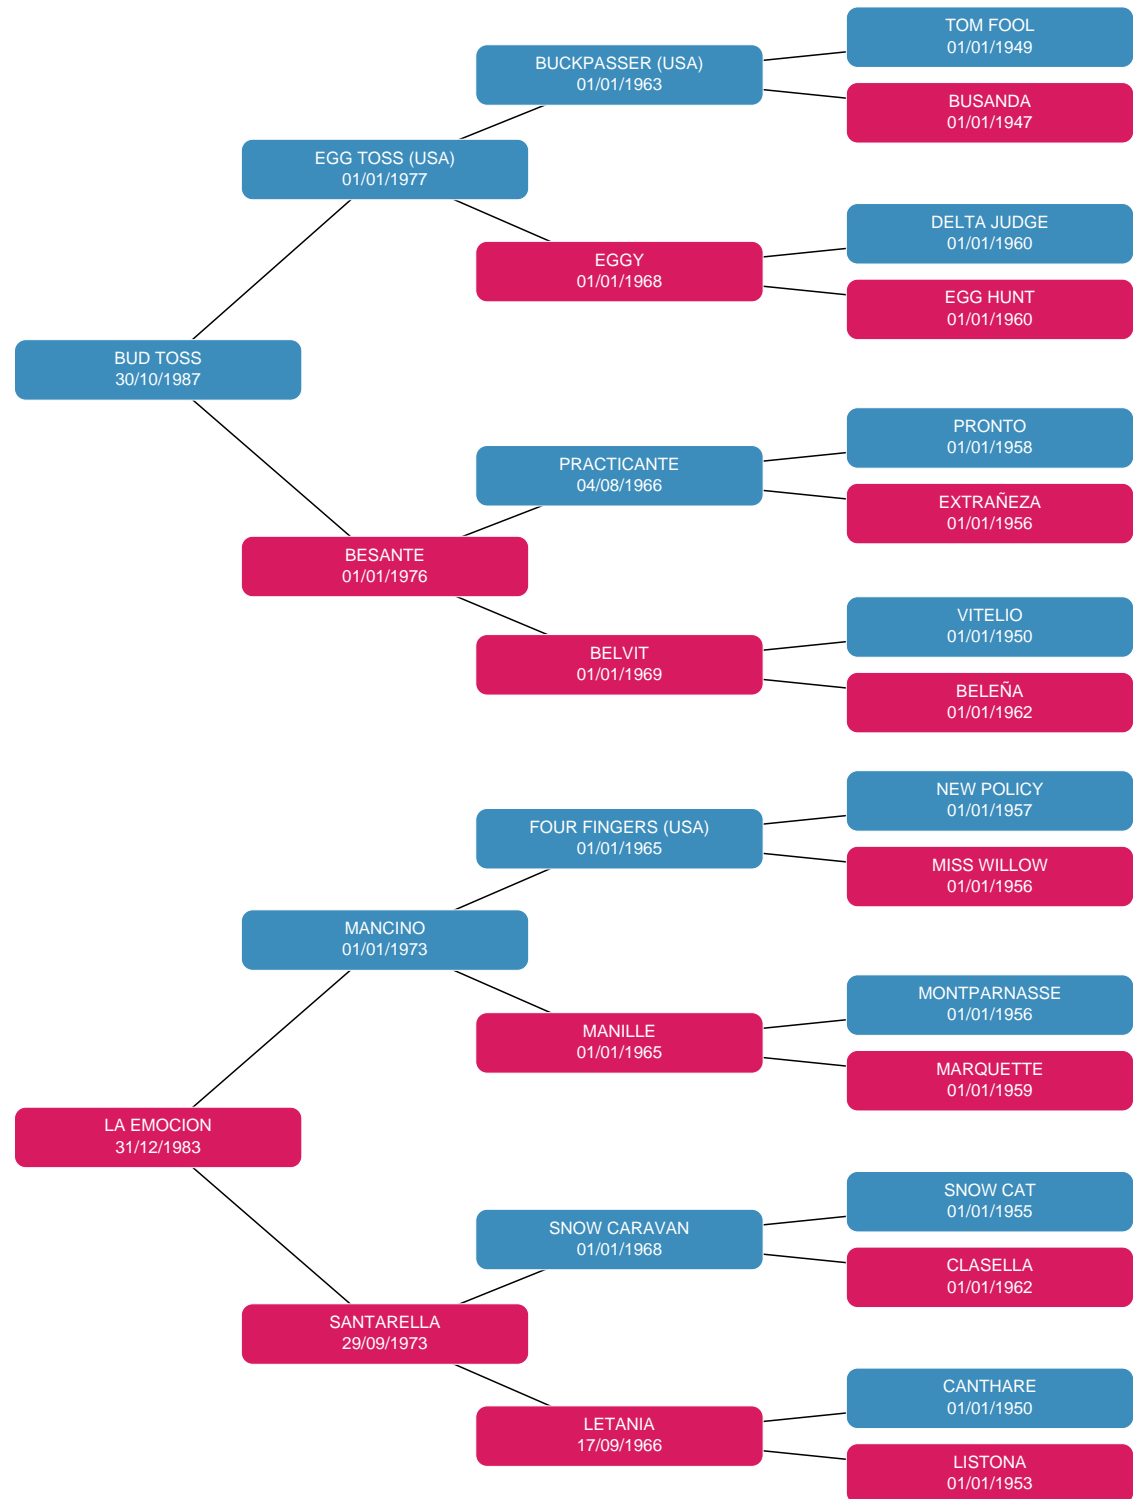 TOM FOOL
01/01/1949
BUCKPASSER (USA)
01/01/1963
BUSANDA
01/01/1947
EGG TOSS (USA)
01/01/1977
DELTA JUDGE
01/01/1960
EGGY
01/01/1968
EGG HUNT
01/01/1960
BUD TOSS
30/10/1987
PRONTO
01/01/1958
PRACTICANTE
04/08/1966
EXTRAÑEZA
01/01/1956
BESANTE
01/01/1976
VITELIO
01/01/1950
BELVIT
01/01/1969
BELEÑA
01/01/1962
NEW POLICY
01/01/1957
FOUR FINGERS (USA)
01/01/1965
MISS WILLOW
01/01/1956
MANCINO
01/01/1973
MONTPARNASSE
01/01/1956
MANILLE
01/01/1965
MARQUETTE
01/01/1959
LA EMOCION
31/12/1983
SNOW CAT
01/01/1955
SNOW CARAVAN
01/01/1968
CLASELLA
01/01/1962
SANTARELLA
29/09/1973
CANTHARE
01/01/1950
LETANIA
17/09/1966
LISTONA
01/01/1953